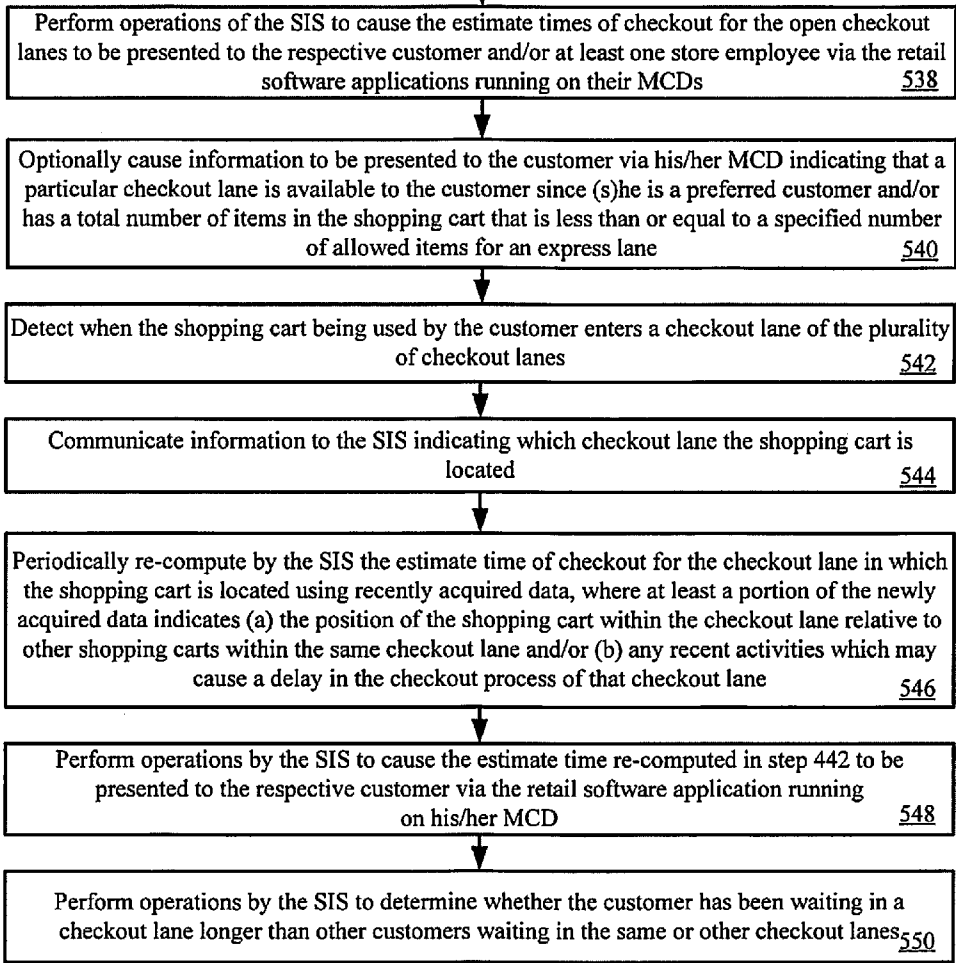 Perform operations of the SIS to cause the estimate times of checkout for the open checkout
lanes to be presented to the respective customer and/or at least one store employee via the retail
software applications running on their MCDs
538
Optionally cause information to be presented to the customer via his/her MCD indicating that a
particular checkout lane is available to the customer since (s)he is a preferred customer and/or
has a total number of items in the shopping cart that is less than or equal to a specified number
of allowed items for an express lane
540
Detect when the shopping cart being used by the customer enters a checkout lane of the plurality
of checkout lanes
542
Communicate information to the SIS indicating which checkout lane the shopping cart is
located
544
Periodically re-compute by the SIS the estimate time of checkout for the checkout lane in which
the shopping cart is located using recently acquired data, where at least a portion of the newly
acquired data indicates (a) the position of the shopping cart within the checkout lane relative to
other shopping carts within the same checkout lane and/or (b) any recent activities which may
cause a delay in the checkout process of that checkout lane
546
Perform operations by the SIS to cause the estimate time re-computed in step 442 to be
presented to the respective customer via the retail software application running
on his/her MCD
548
Perform operations by the SIS to determine whether the customer has been waiting in a
checkout lane longer than other customers waiting in the same or other checkout lanes
550